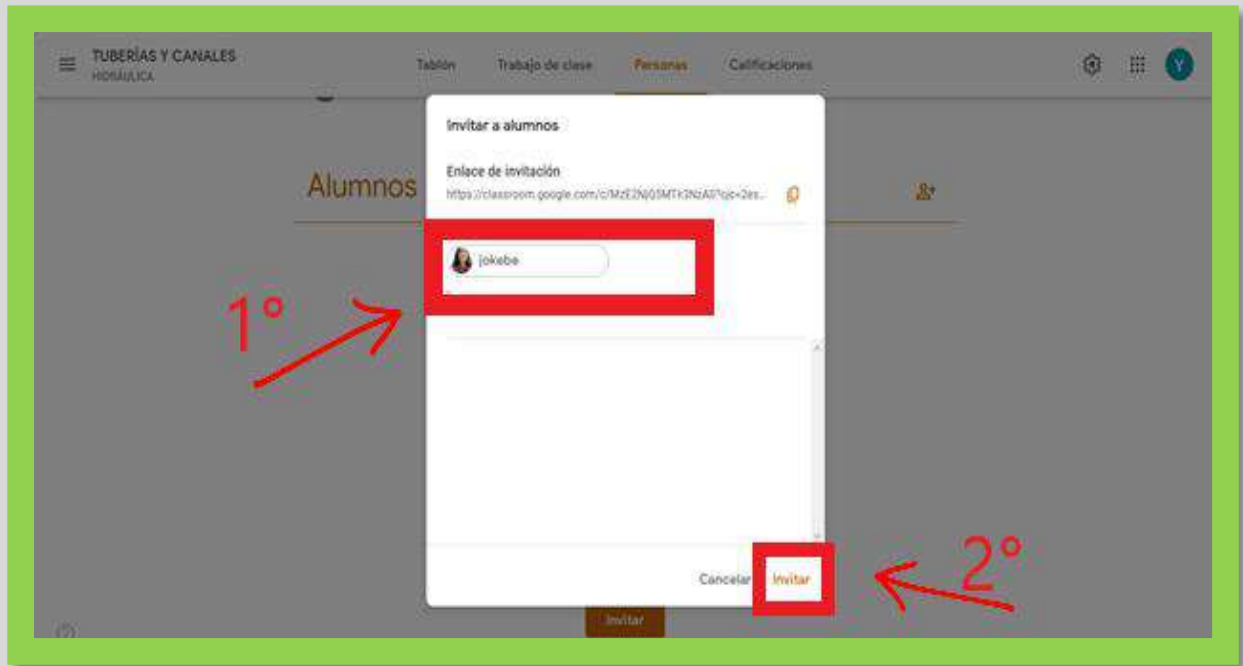 TUBERÍAS Y CANALES
HIDRÁULICA
Tablón Trabajo de clase Personas Calificaciones
Y
Invitar a alumnos
Enlace de invitación
Alumnos
jokebe
1°
2°
Cancelar Invitar
Invitar